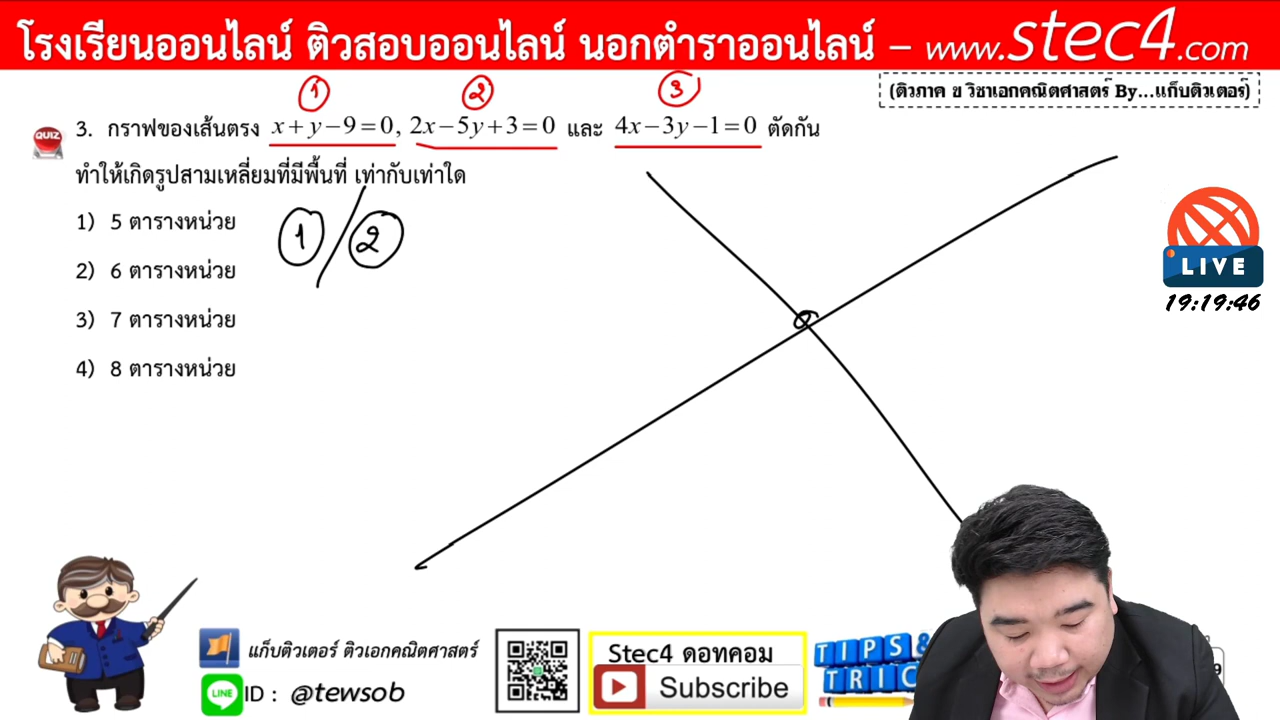 โรงเรียนออนไลน์ ติวสอบออนไลน์ นอกตำราออนไลน์ – www.stec4.com
(ติวภาค ข วิชาเอกคณิตศาสตร์ By...แก็บติวเตอร์)
1 2 3
QUIZ
3. กราฟของเส้นตรง x+y−9=0, 2x−5y+3=0 และ 4x−3y−1=0 ตัดกัน
ทำให้เกิดรูปสามเหลี่ยมที่มีพื้นที่ เท่ากับเท่าใด
1) 5 ตารางหน่วย
1 / 2
2) 6 ตารางหน่วย
3) 7 ตารางหน่วย
4) 8 ตารางหน่วย
LIVE
19:19:46
แก็บติวเตอร์ ติวเอกคณิตศาสตร์
LINE ID : @tewsob
Stec4 ดอทคอม
Subscribe
TIPS &
TRIC